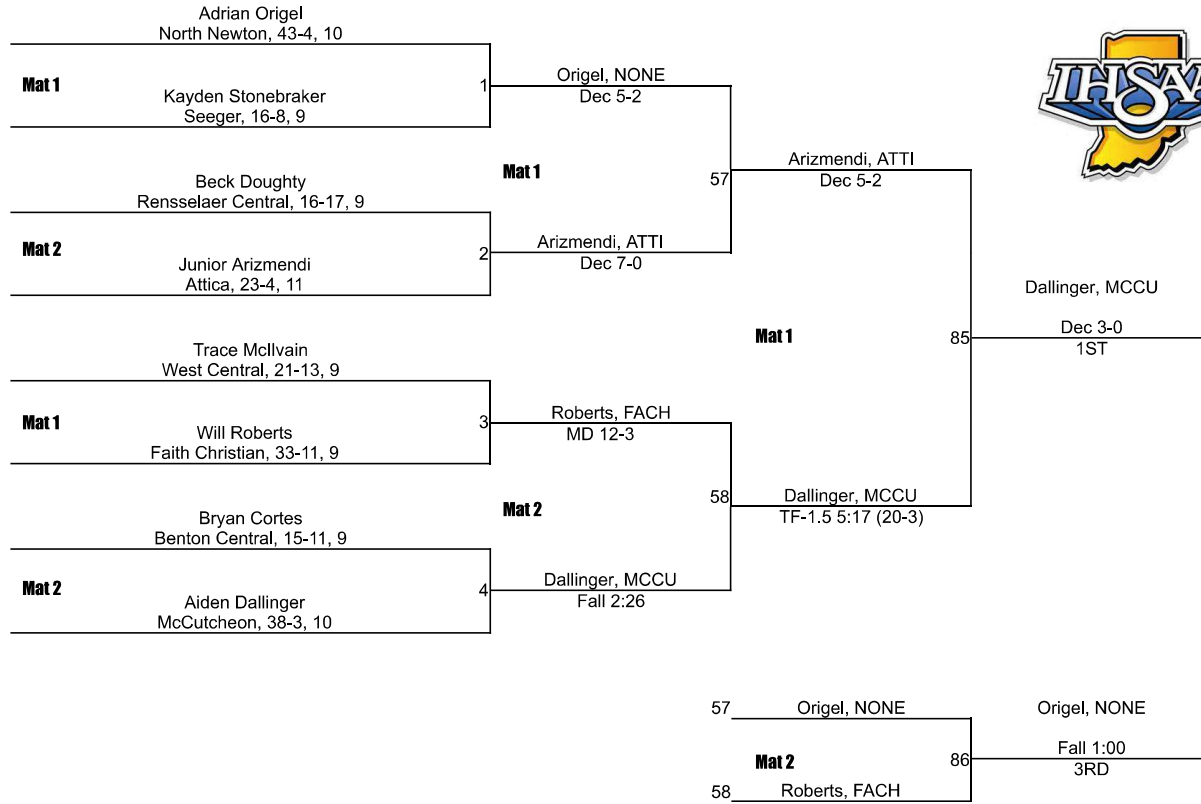 Adrian Origel
North Newton, 43-4, 10
Mat 1
Kayden Stonebraker
Seeger, 16-8, 9
1
Origel, NONE
Dec 5-2
Mat 1
57
Beck Doughty
Rensselaer Central, 16-17, 9
Mat 2
Junior Arizmendi
Attica, 23-4, 11
2
Arizmendi, ATTI
Dec 7-0
Arizmendi, ATTI
Dec 5-2
IHSAA
Mat 1
85
Dallinger, MCCU
Dec 3-0
1ST
Trace McIlvain
West Central, 21-13, 9
Mat 1
Will Roberts
Faith Christian, 33-11, 9
3
Roberts, FACH
MD 12-3
Mat 2
58
Dallinger, MCCU
TF-1.5 5:17 (20-3)
Bryan Cortes
Benton Central, 15-11, 9
Mat 2
Aiden Dallinger
McCutcheon, 38-3, 10
4
Dallinger, MCCU
Fall 2:26
57
Origel, NONE
Mat 2
58
Roberts, FACH
86
Origel, NONE
Fall 1:00
3RD